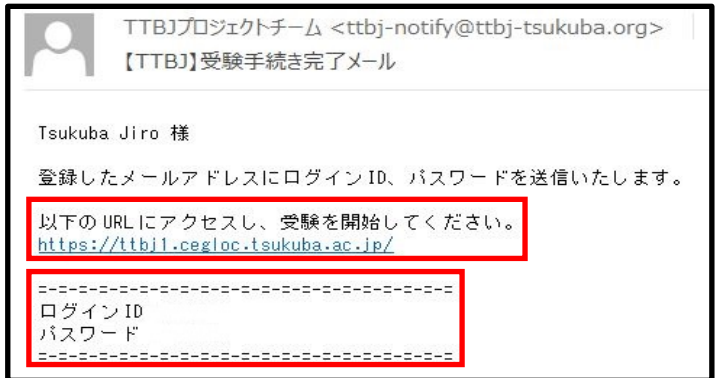 TTBJプロジェクトチーム <ttbj-notify@ttbj-tsukuba.org>
【TTBJ】受験手続き完了メール
Tsukuba Jiro 様
登録したメールアドレスにログインID、パスワードを送信いたします。
以下のURLにアクセスし、受験を開始してください。
https://ttbj1.cegloc.tsukuba.ac.jp/
=-=-=-=-=-=-=-=-=-=-=-=-=-=-=-=-=-=-=-=-=
ログインID
パスワード
=-=-=-=-=-=-=-=-=-=-=-=-=-=-=-=-=-=-=-=-=